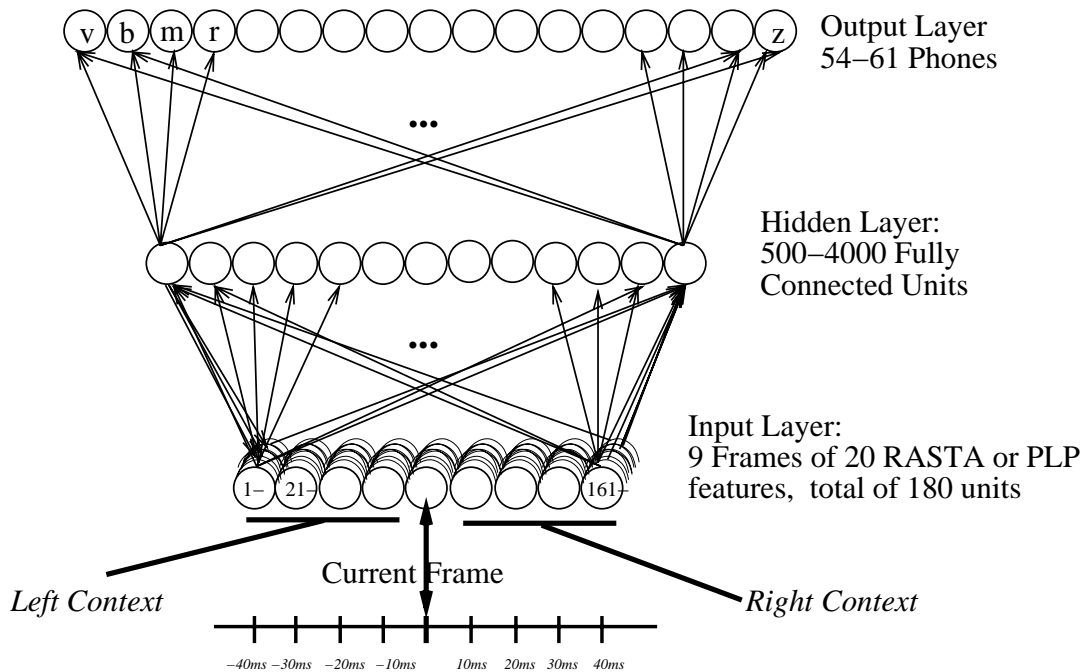 v b m r z
Output Layer
54–61 Phones
...
Hidden Layer:
500–4000 Fully
Connected Units
...
Input Layer:
9 Frames of 20 RASTA or PLP
features, total of 180 units
1– 21– 161–
Current Frame
Left Context
Right Context
–40ms –30ms –20ms –10ms 10ms 20ms 30ms 40ms